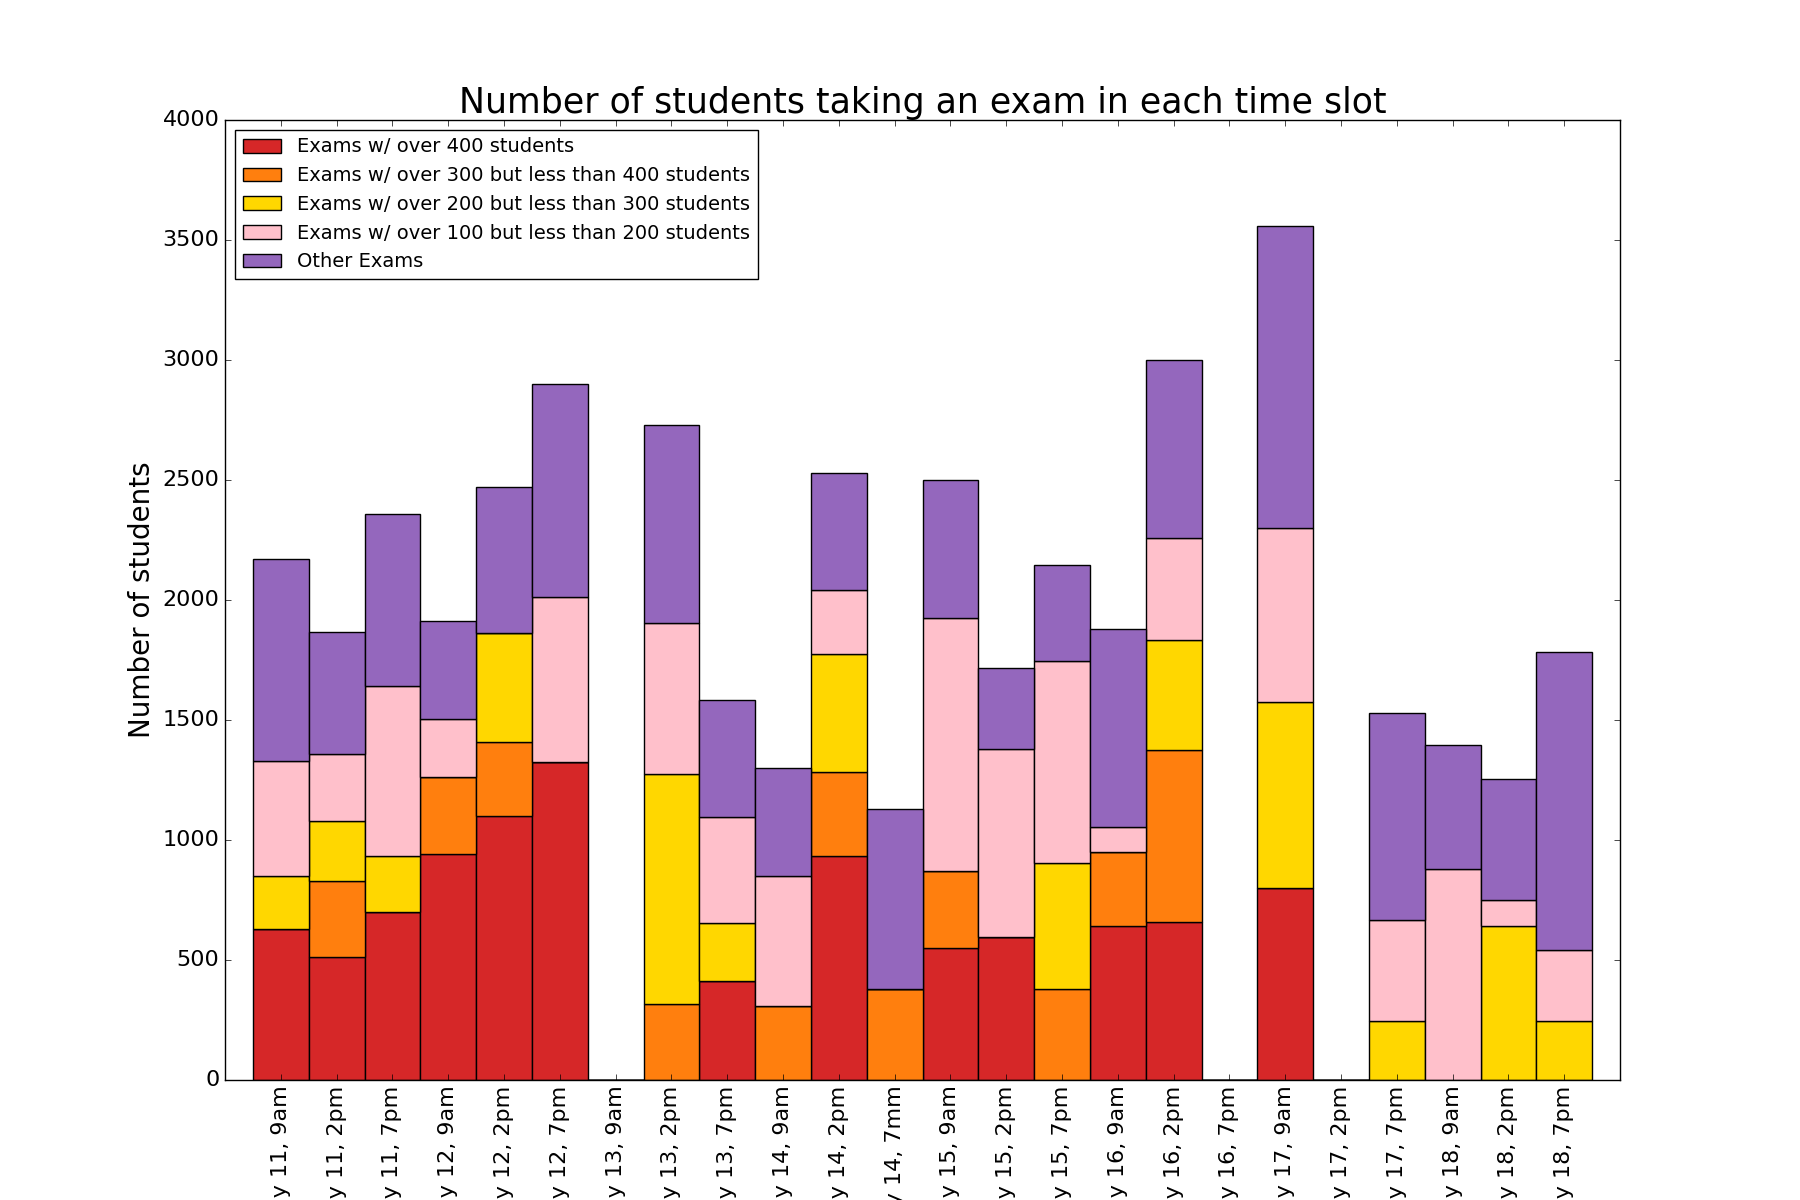 Number of students taking an exam in each time slot
4000
3500
3000
2500
2000
1500
1000
500
0
Number of students
Exams w/ over 400 students
Exams w/ over 300 but less than 400 students
Exams w/ over 200 but less than 300 students
Exams w/ over 100 but less than 200 students
Other Exams
y 11, 9am
y 11, 2pm
y 11, 7pm
y 12, 9am
y 12, 2pm
y 12, 7pm
y 13, 9am
y 13, 2pm
y 13, 7pm
y 14, 9am
y 14, 2pm
y 14, 7mm
y 15, 9am
y 15, 2pm
y 15, 7pm
y 16, 9am
y 16, 2pm
y 16, 7pm
y 17, 9am
y 17, 2pm
y 17, 7pm
y 18, 9am
y 18, 2pm
y 18, 7pm